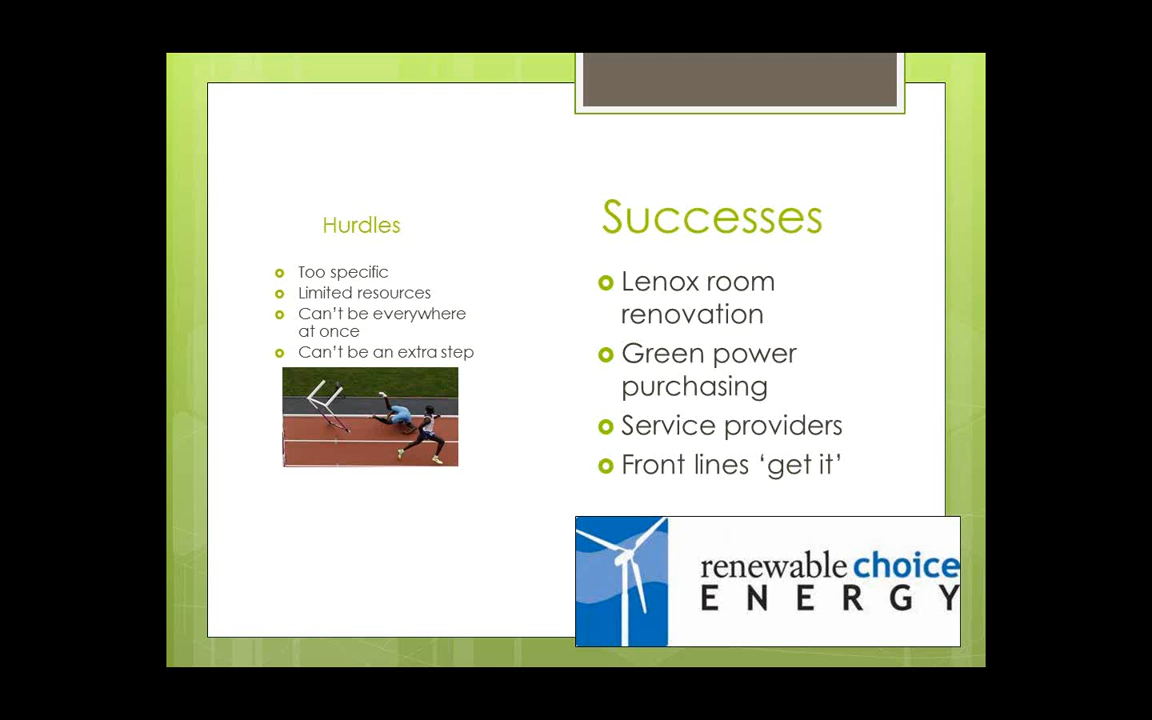 Hurdles
Too specific
Limited resources
Can't be everywhere
at once
Can't be an extra step
Successes
Lenox room
renovation
Green power
purchasing
Service providers
Front lines ‘get it’
renewable choice
ENERGY